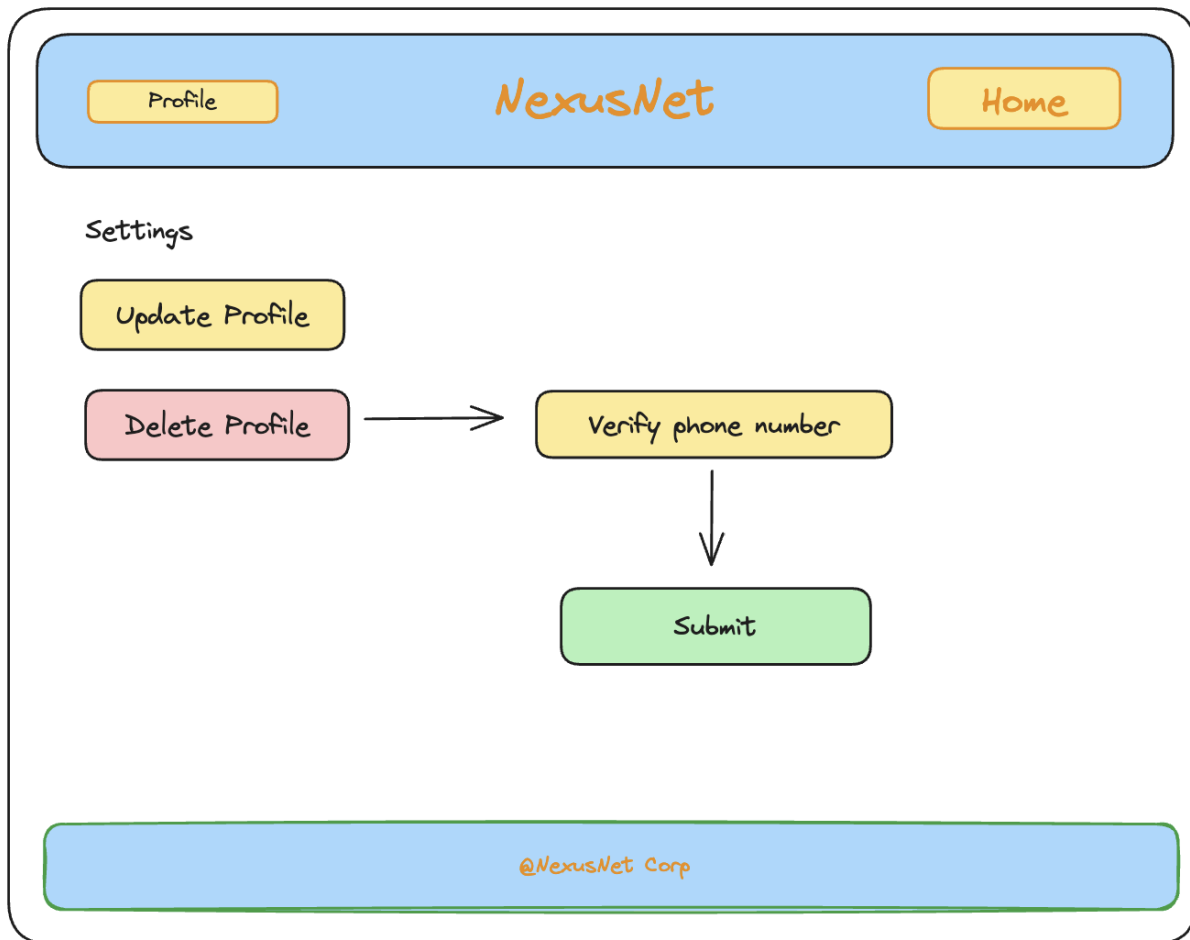 Profile
NexusNet
Home
Settings
Update Profile
Delete Profile
Verify phone number
Submit
@NexusNet Corp